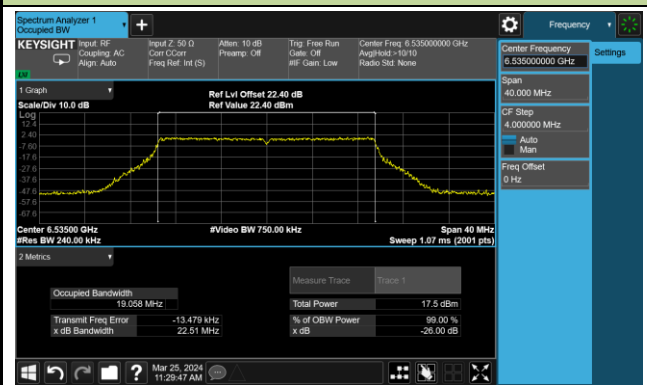 Spectrum Analyzer 1
Occupied BW
Frequency
KEYSIGHT
Input: RF
Coupling: AC
Align: Auto
Input Z: 50 Ω
Corr CCorr
Freq Ref: Int (S)
Atten: 10 dB
Preamp: Off
Trig: Free Run
Gate: Off
#IF Gain: Low
Center Freq: 6.535000000 GHz
Avg|Hold:>10/10
Radio Std: None
LXI
Center Frequency
6.535000000 GHz
Settings
Span
40.000 MHz
CF Step
4.000000 MHz
Auto
Man
Freq Offset
0 Hz
1 Graph
Scale/Div 10.0 dB
Ref Lvl Offset 22.40 dB
Ref Value 22.40 dBm
Log
12.4
2.40
-7.60
-17.6
-27.6
-37.6
-47.6
-57.6
-67.6
Center 6.53500 GHz
#Res BW 240.00 kHz
#Video BW 750.00 kHz
Span 40 MHz
Sweep 1.07 ms (2001 pts)
2 Metrics
Measure Trace
Trace 1
Occupied Bandwidth
19.058 MHz
Total Power
17.5 dBm
Transmit Freq Error
-13.479 kHz
% of OBW Power
99.00 %
x dB Bandwidth
22.51 MHz
x dB
-26.00 dB
?
Mar 25, 2024
11:29:47 AM